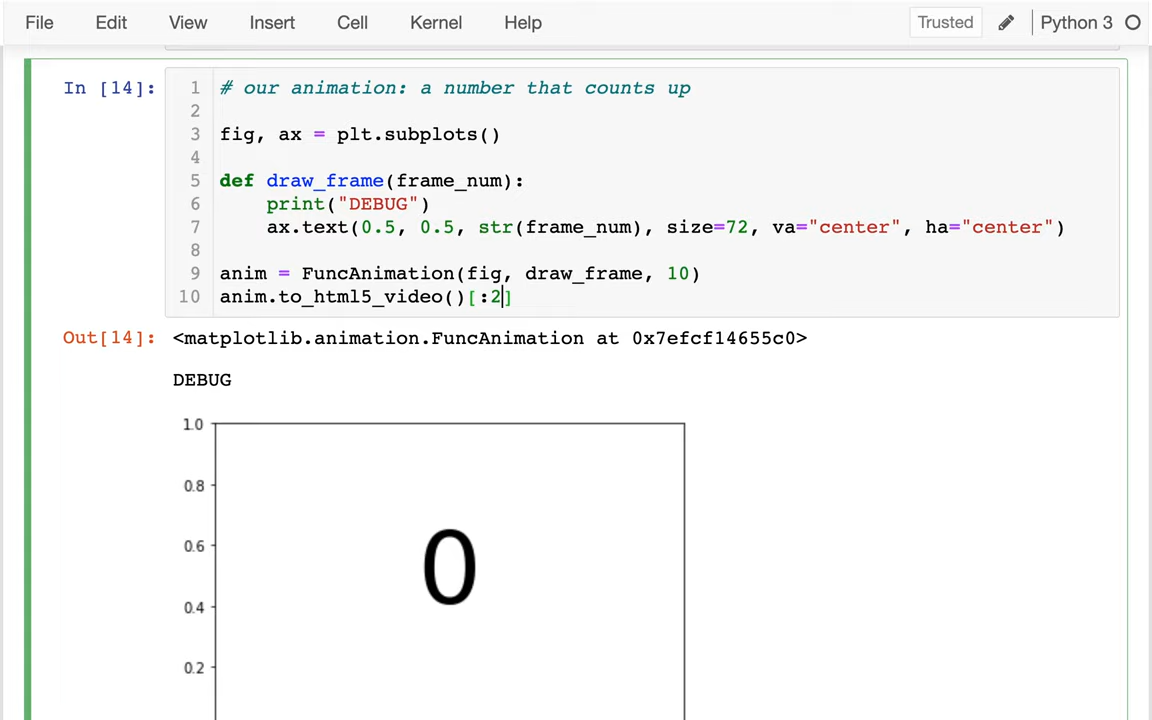 File Edit View Insert Cell Kernel Help Trusted Python 3
In [14]:
1 # our animation: a number that counts up
2
3 fig, ax = plt.subplots()
4
5 def draw_frame(frame_num):
6     print("DEBUG")
7     ax.text(0.5, 0.5, str(frame_num), size=72, va="center", ha="center")
8
9 anim = FuncAnimation(fig, draw_frame, 10)
10 anim.to_html5_video()[:2]
Out[14]: <matplotlib.animation.FuncAnimation at 0x7efcf14655c0>
DEBUG
1.0
0.8
0.6
0
0.4
0.2